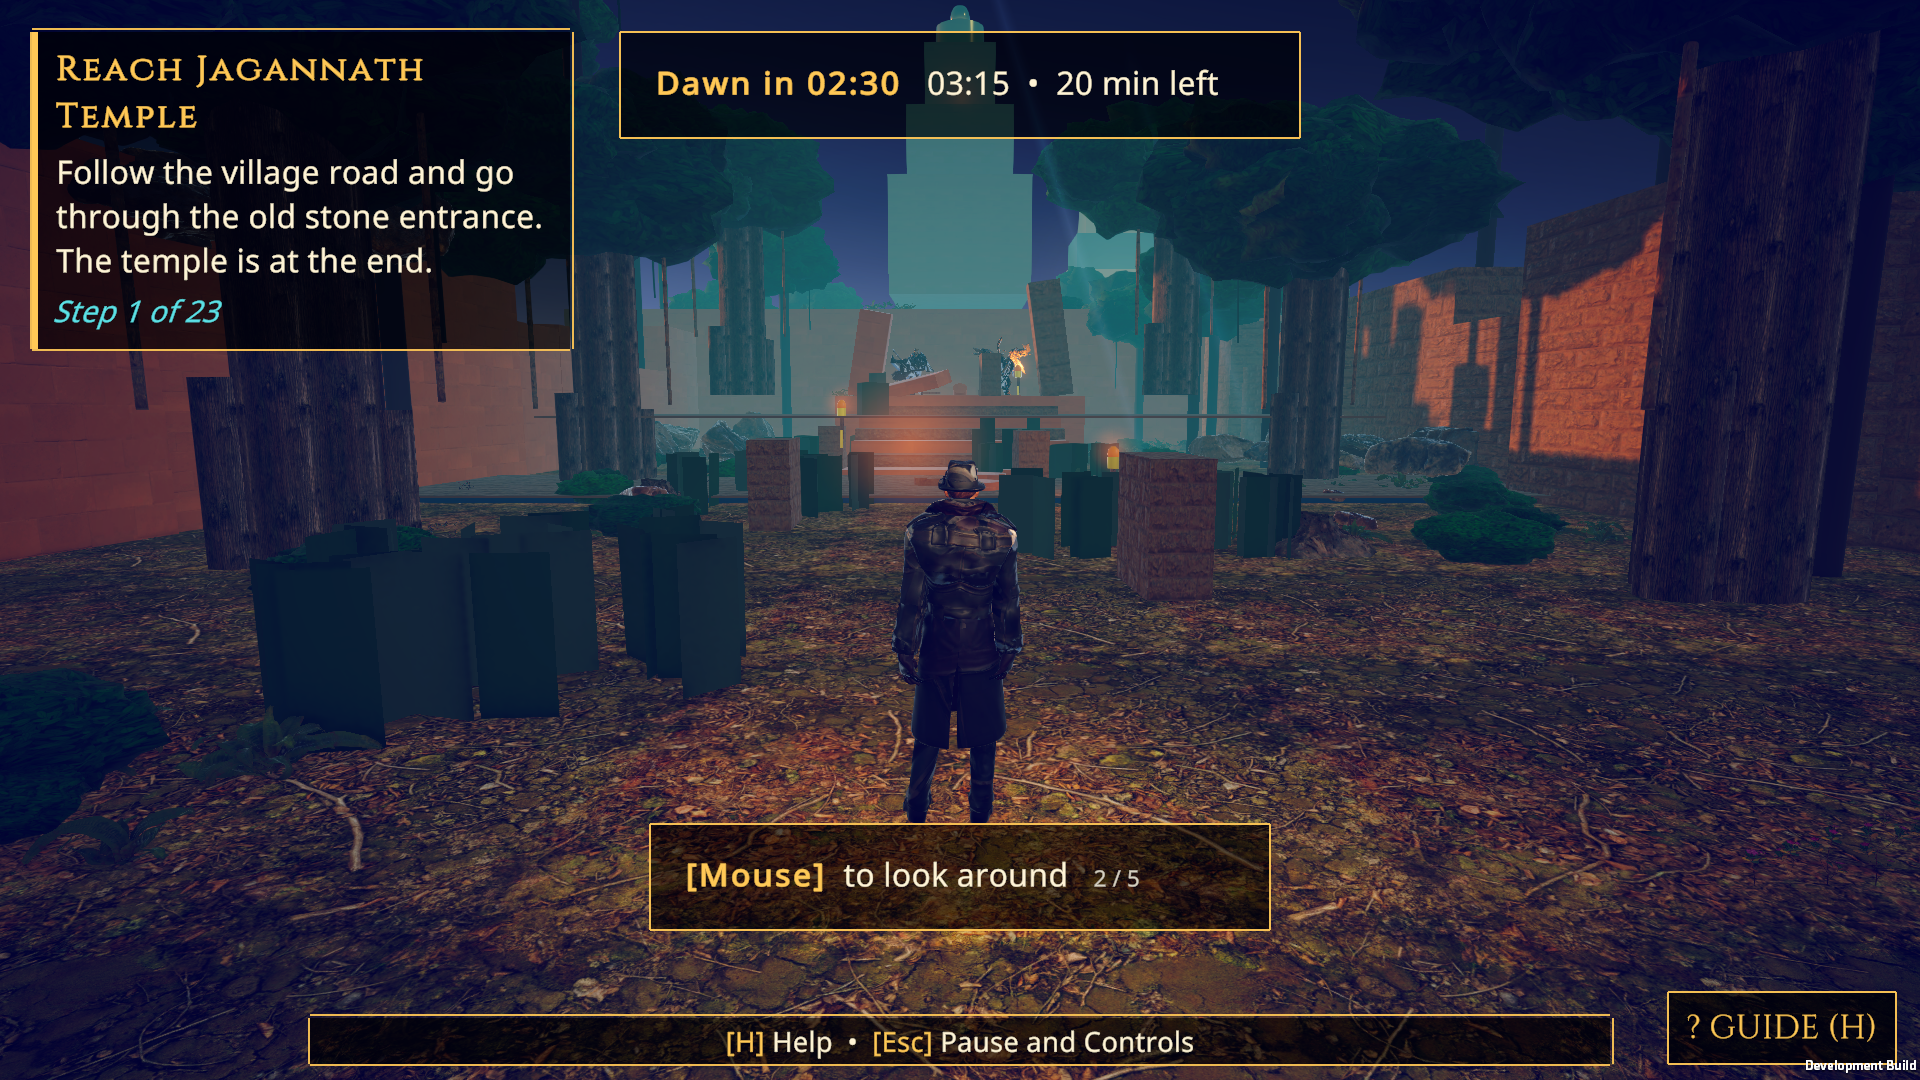 REACH JAGANNATH
TEMPLE
Follow the village road and go
through the old stone entrance.
The temple is at the end.
Step 1 of 23
Dawn in 02:30 03:15 • 20 min left
[Mouse] to look around 2 / 5
[H] Help • [Esc] Pause and Controls
? GUIDE (H)
Development Build